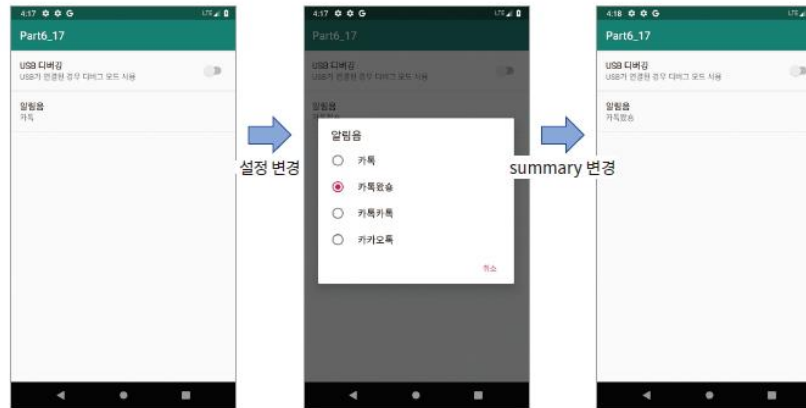 4:17 G LTE
Part6_17
USB 디버깅
USB가 연결된 경우 디버그 모드 사용
알림음
카톡
설정 변경
4:17 G LTE
Part6_17
USB 디버깅
USB가 연결된 경우 디버그 모드 사용
알림음
알림음
카톡
카톡왔숑
카톡카톡
카카오톡
취소
summary 변경
4:18 G LTE
Part6_17
USB 디버깅
USB가 연결된 경우 디버그 모드 사용
알림음
카톡왔숑